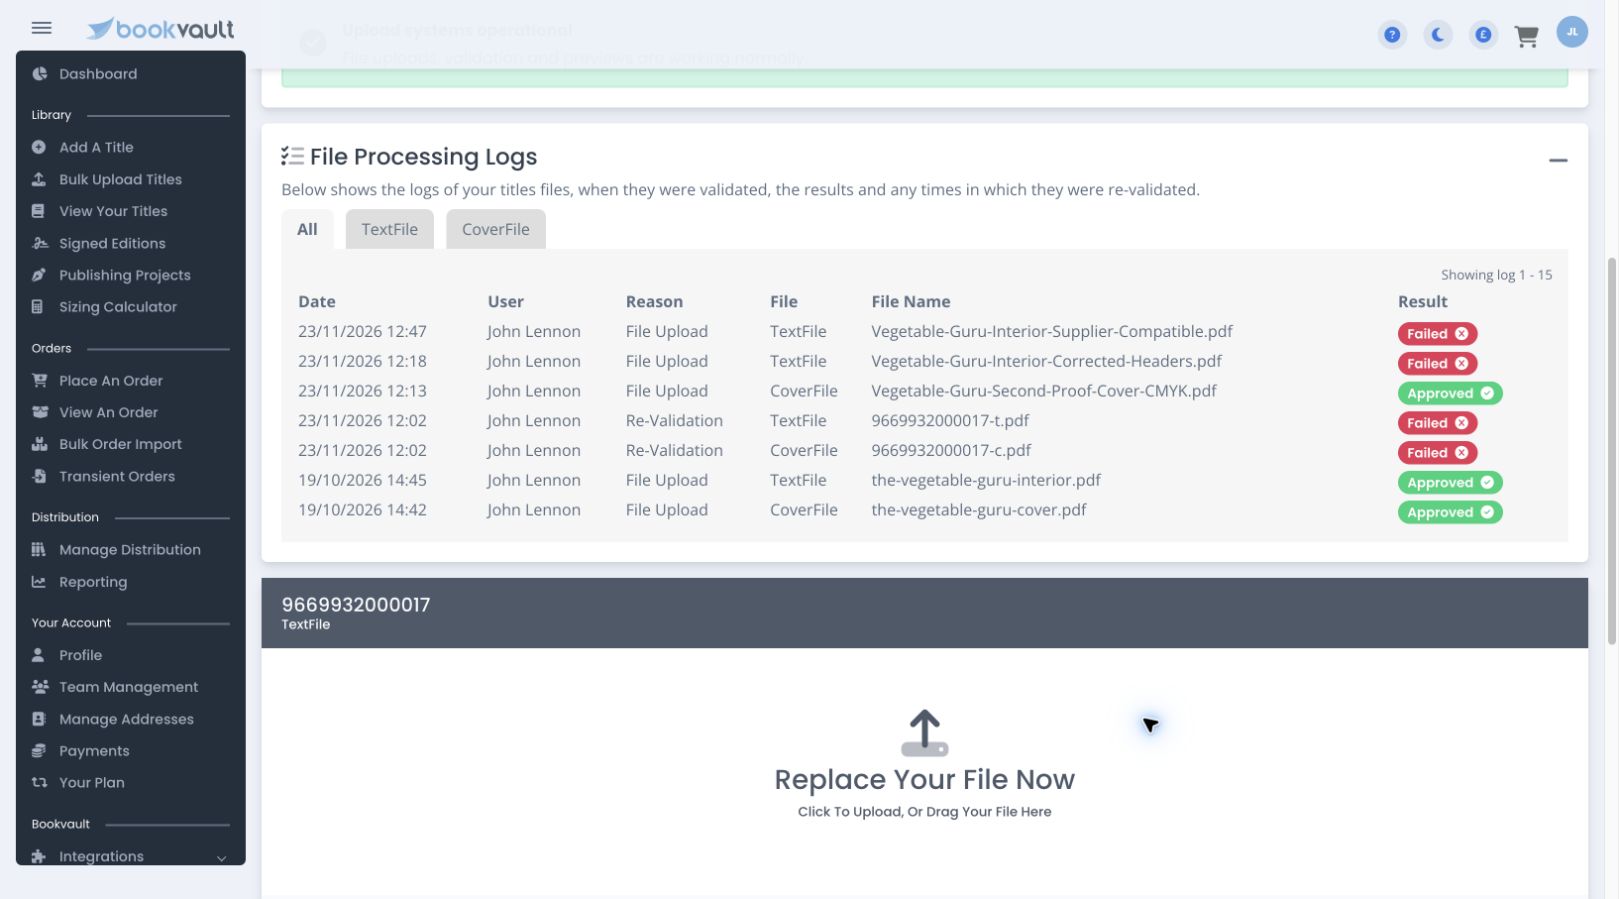 bookvault
Upload systems operational
File uploads, validation and previews are working normally
JL
Dashboard
Library
Add A Title
Bulk Upload Titles
View Your Titles
Signed Editions
Publishing Projects
Sizing Calculator
Orders
Place An Order
View An Order
Bulk Order Import
Transient Orders
Distribution
Manage Distribution
Reporting
Your Account
Profile
Team Management
Manage Addresses
Payments
Your Plan
Bookvault
Integrations
File Processing Logs
Below shows the logs of your titles files, when they were validated, the results and any times in which they were re-validated.
All TextFile CoverFile
Showing log 1 - 15
Date User Reason File File Name Result
23/11/2026 12:47 John Lennon File Upload TextFile Vegetable-Guru-Interior-Supplier-Compatible.pdf Failed
23/11/2026 12:18 John Lennon File Upload TextFile Vegetable-Guru-Interior-Corrected-Headers.pdf Failed
23/11/2026 12:13 John Lennon File Upload CoverFile Vegetable-Guru-Second-Proof-Cover-CMYK.pdf Approved
23/11/2026 12:02 John Lennon Re-Validation TextFile 9669932000017-t.pdf Failed
23/11/2026 12:02 John Lennon Re-Validation CoverFile 9669932000017-c.pdf Failed
19/10/2026 14:45 John Lennon File Upload TextFile the-vegetable-guru-interior.pdf Approved
19/10/2026 14:42 John Lennon File Upload CoverFile the-vegetable-guru-cover.pdf Approved
9669932000017
TextFile
Replace Your File Now
Click To Upload, Or Drag Your File Here